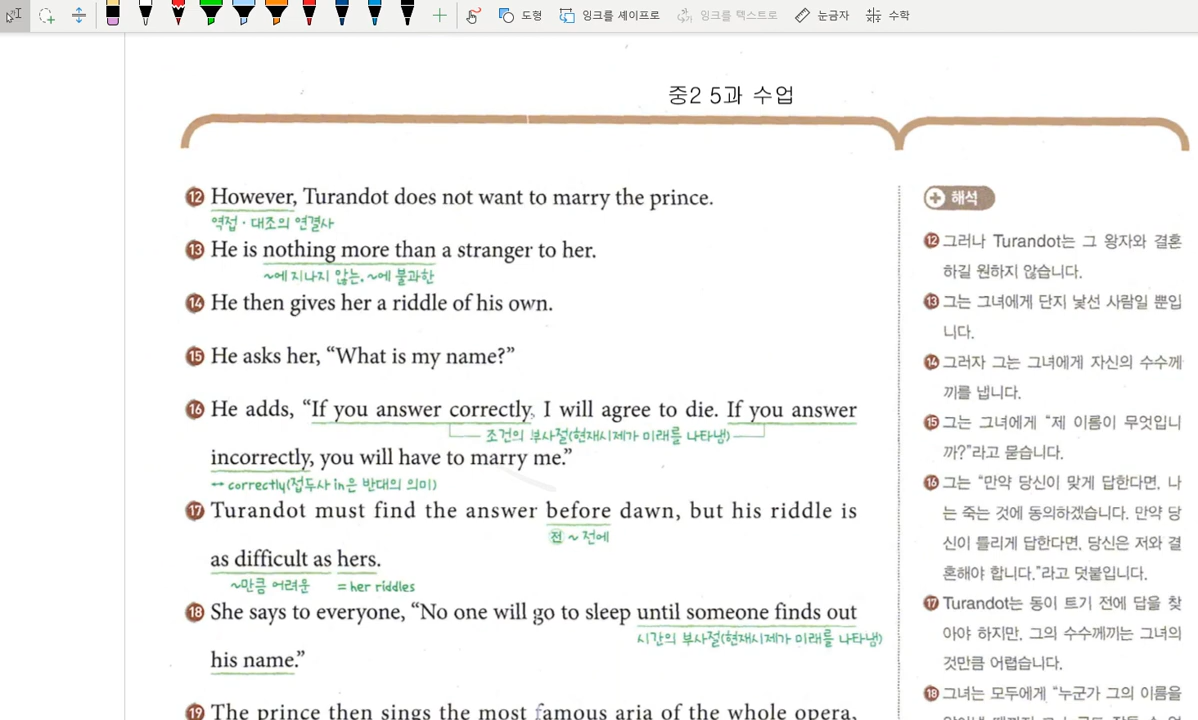 도형
잉크를 셰이프로
잉크를 텍스트로
눈금자
수학
중2 5과 수업
⑫ However, Turandot does not want to marry the prince.
역접·대조의 연결사
⑬ He is nothing more than a stranger to her.
~에 지나지 않는, ~에 불과한
⑭ He then gives her a riddle of his own.
⑮ He asks her, “What is my name?”
⑯ He adds, “If you answer correctly, I will agree to die. If you answer
조건의 부사절(현재시제가 미래를 나타냄)
incorrectly, you will have to marry me.”
↔ correctly(접두사 in은 반대의 의미)
⑰ Turandot must find the answer before dawn, but his riddle is
전 ~ 전에
as difficult as hers.
~만큼 어려운 = her riddles
⑱ She says to everyone, “No one will go to sleep until someone finds out
시간의 부사절(현재시제가 미래를 나타냄)
his name.”
⑲ The prince then sings the most famous aria of the whole opera,
해석
⑫ 그러나 Turandot는 그 왕자와 결혼
하길 원하지 않습니다.
⑬ 그는 그녀에게 단지 낯선 사람일 뿐입
니다.
⑭ 그러자 그는 그녀에게 자신의 수수께
끼를 냅니다.
⑮ 그는 그녀에게 “제 이름이 무엇입니
까?”라고 묻습니다.
⑯ 그는 “만약 당신이 맞게 답한다면, 나
는 죽는 것에 동의하겠습니다. 만약 당
신이 틀리게 답한다면, 당신은 저와 결
혼해야 합니다.”라고 덧붙입니다.
⑰ Turandot는 동이 트기 전에 답을 찾
아야 하지만, 그의 수수께끼는 그녀의
것만큼 어렵습니다.
⑱ 그녀는 모두에게 “누군가 그의 이름을